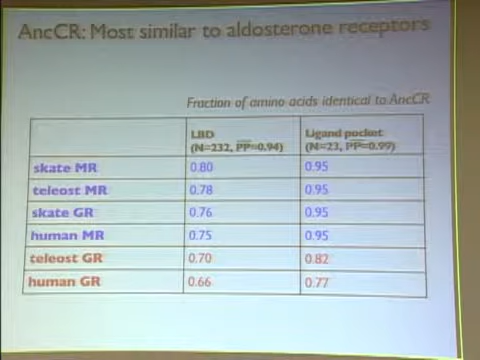 AncCR: Most similar to aldosterone receptors
Fraction of amino acids identical to AncCR
LBD Ligand pocket
(N=232, PP=0.94) (N=23, PP=0.99)
skate MR 0.80 0.95
teleost MR 0.78 0.95
skate GR 0.76 0.95
human MR 0.75 0.95
teleost GR 0.70 0.82
human GR 0.66 0.77